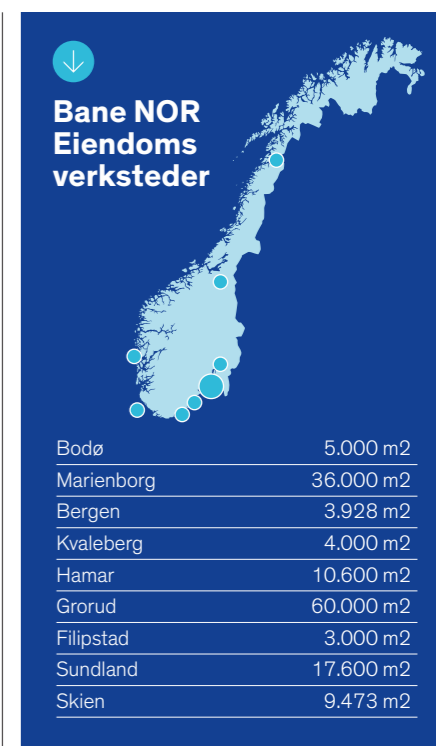 Bane NOR
Eiendoms
verksteder
Bodø 5.000 m2
Marienborg 36.000 m2
Bergen 3.928 m2
Kvaleberg 4.000 m2
Hamar 10.600 m2
Grorud 60.000 m2
Filipstad 3.000 m2
Sundland 17.600 m2
Skien 9.473 m2